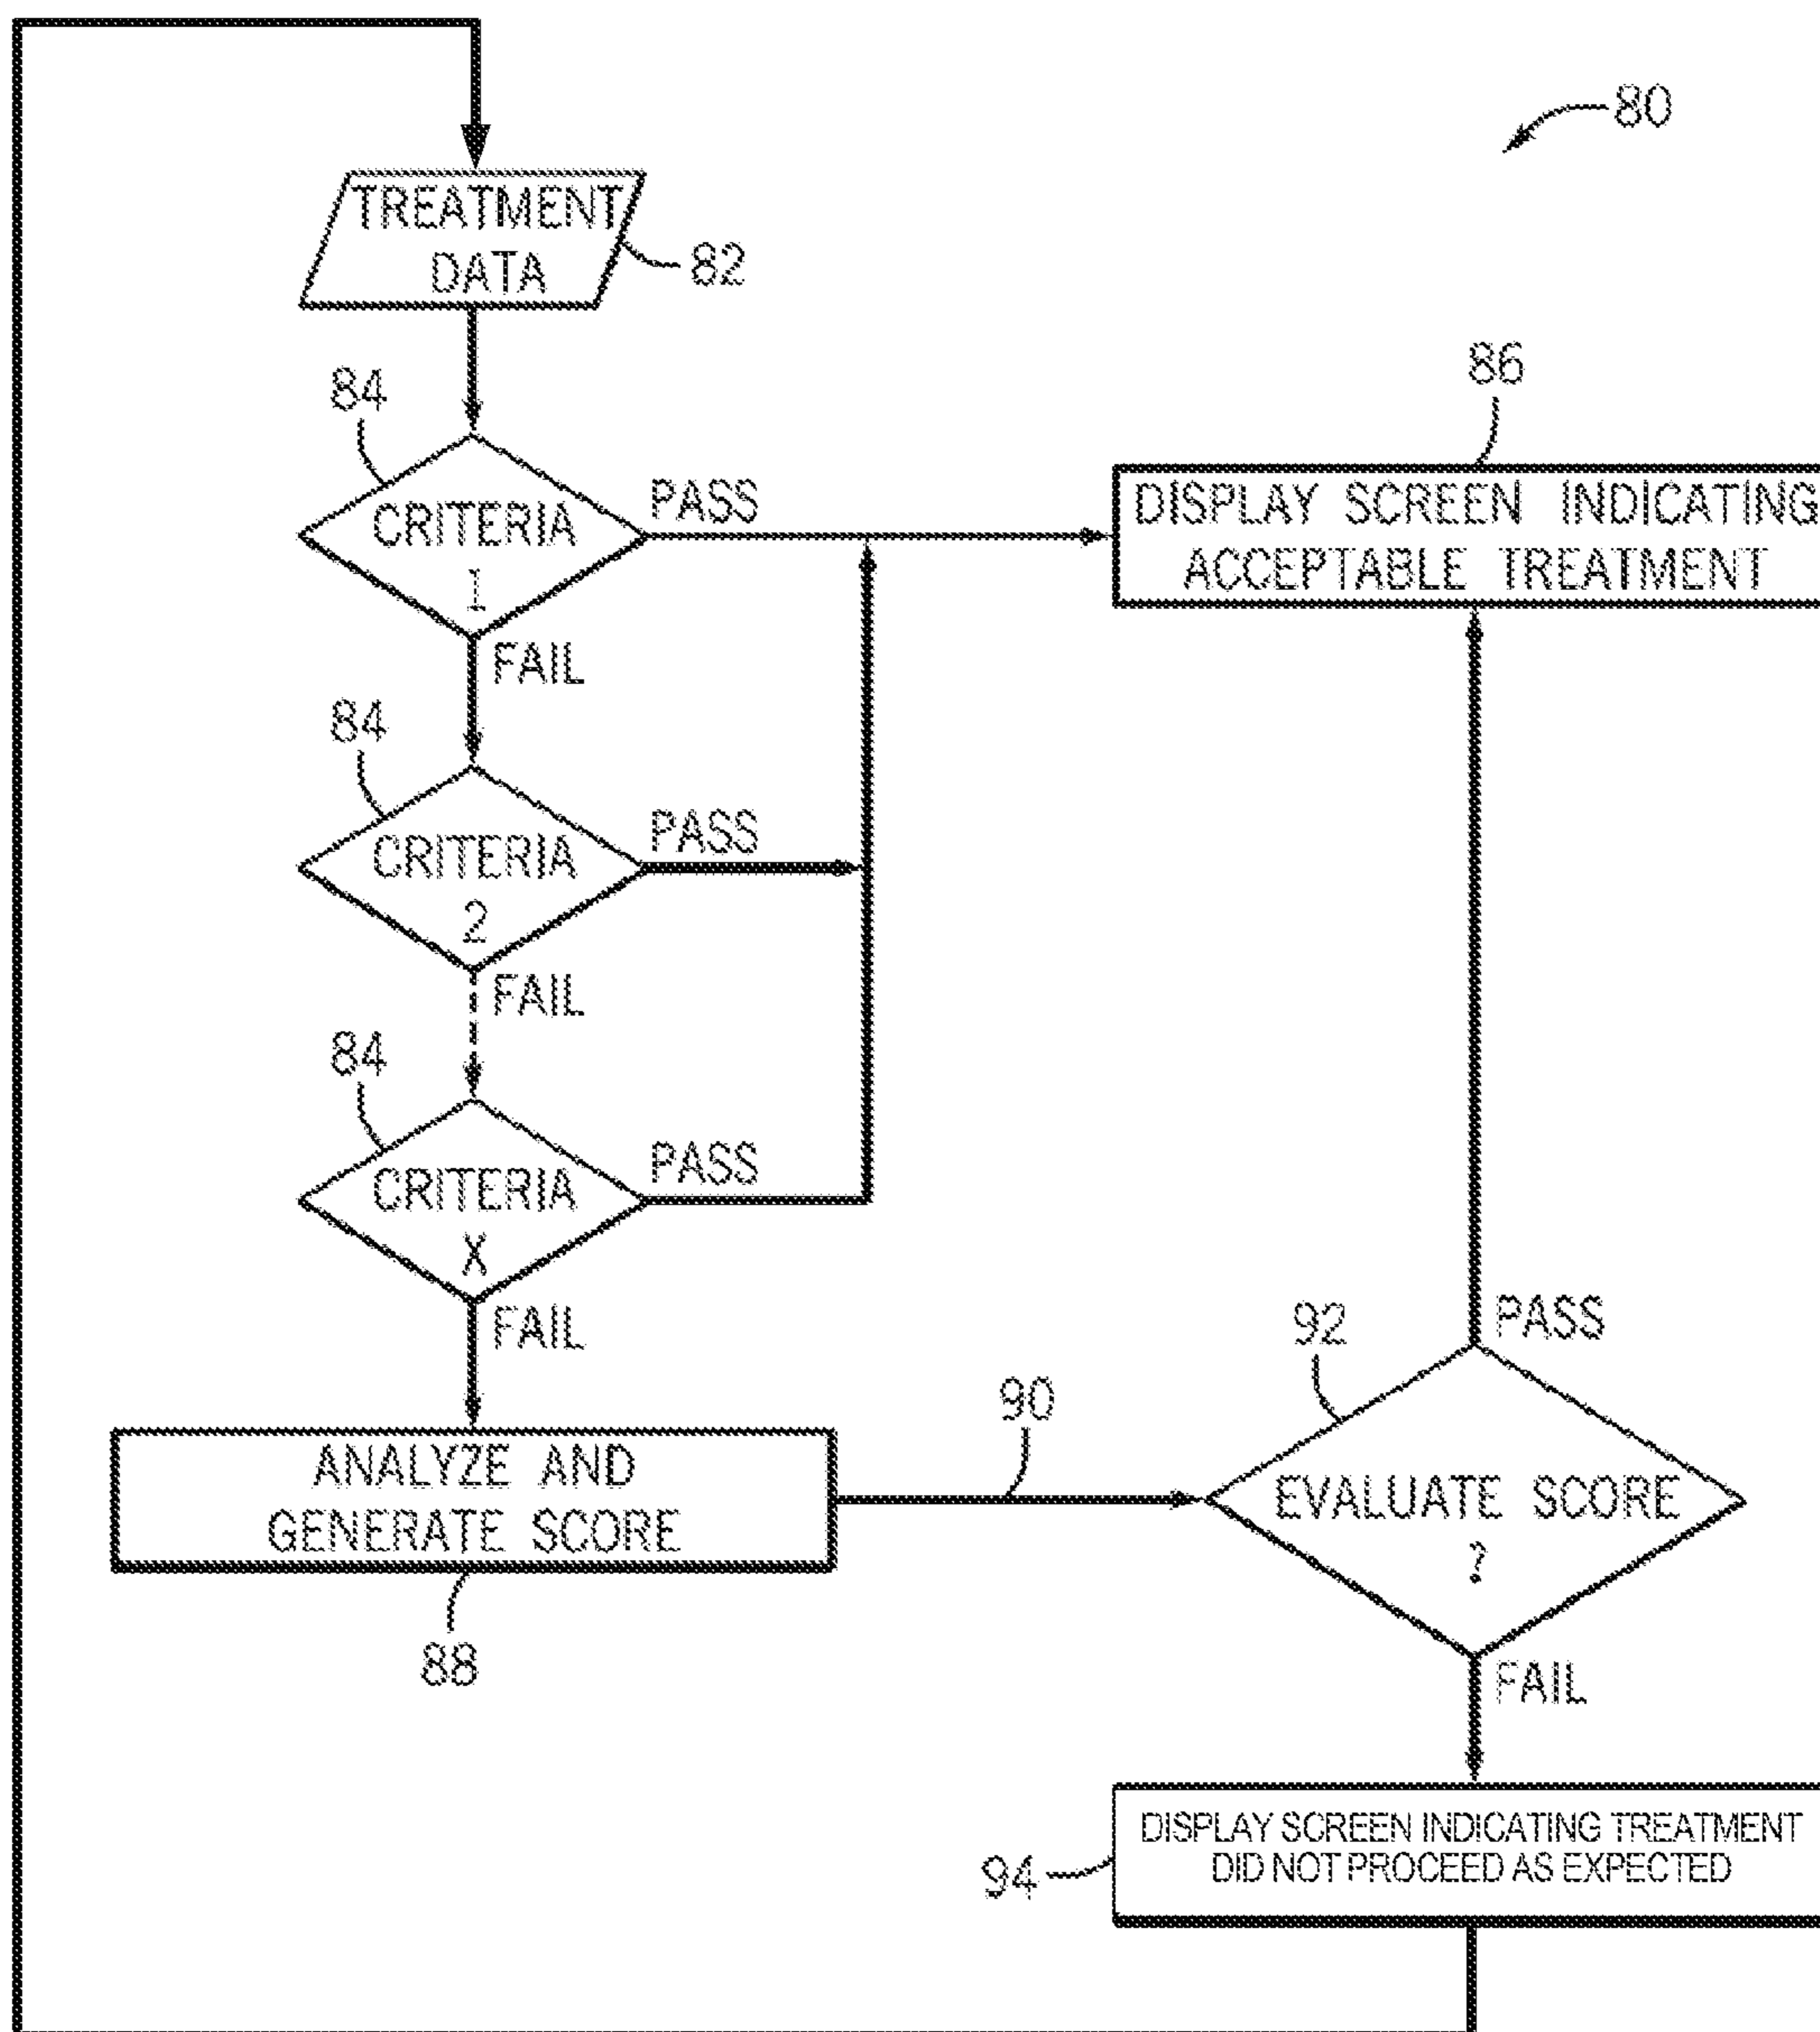 80
TREATMENT
DATA
82
84
CRITERIA
1
PASS
FAIL
86
DISPLAY SCREEN INDICATING
ACCEPTABLE TREATMENT
84
CRITERIA
2
PASS
FAIL
84
CRITERIA
X
PASS
FAIL
ANALYZE AND
GENERATE SCORE
88
90
92
EVALUATE SCORE
?
PASS
FAIL
94
DISPLAY SCREEN INDICATING TREATMENT
DID NOT PROCEED AS EXPECTED